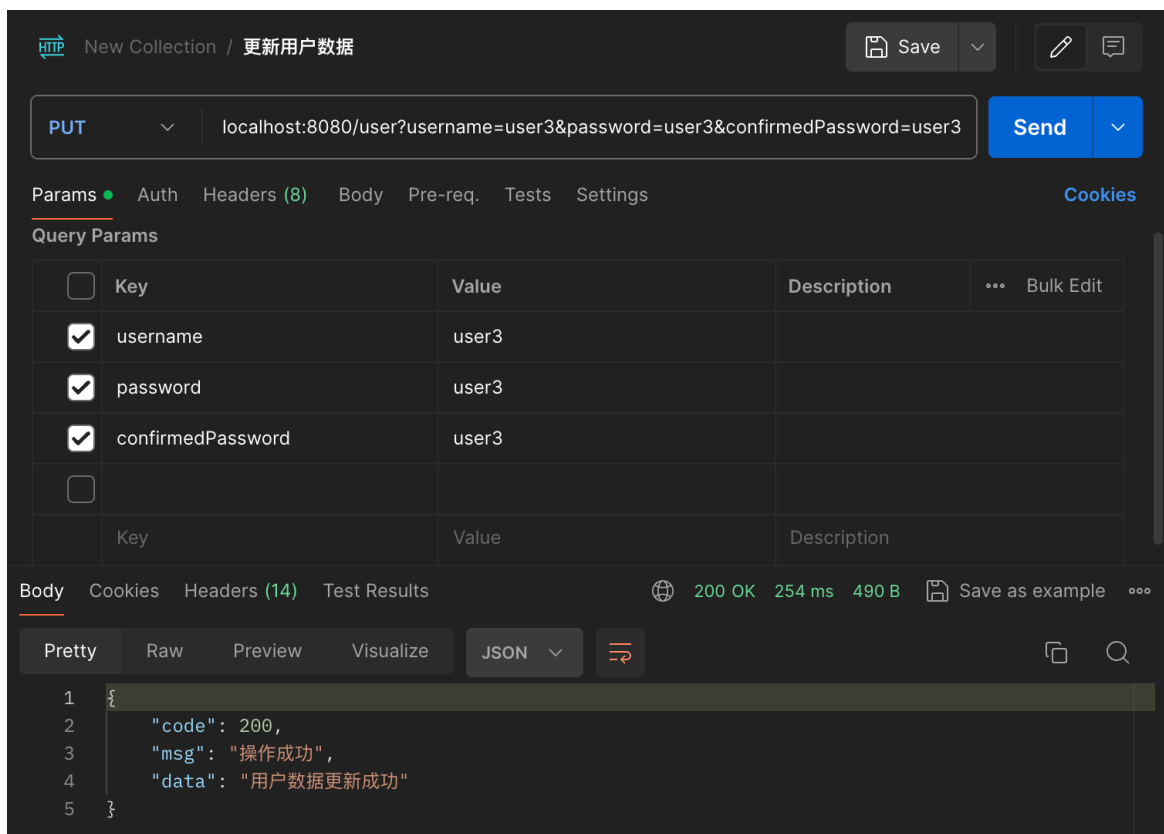 HTTP New Collection / 更新用户数据 Save
PUT localhost:8080/user?username=user3&password=user3&confirmedPassword=user3 Send
Params Auth Headers (8) Body Pre-req. Tests Settings Cookies
Query Params
Key Value Description Bulk Edit
username user3
password user3
confirmedPassword user3
Key Value Description
Body Cookies Headers (14) Test Results 200 OK 254 ms 490 B Save as example
Pretty Raw Preview Visualize JSON
1 {
2 "code": 200,
3 "msg": "操作成功",
4 "data": "用户数据更新成功"
5 }